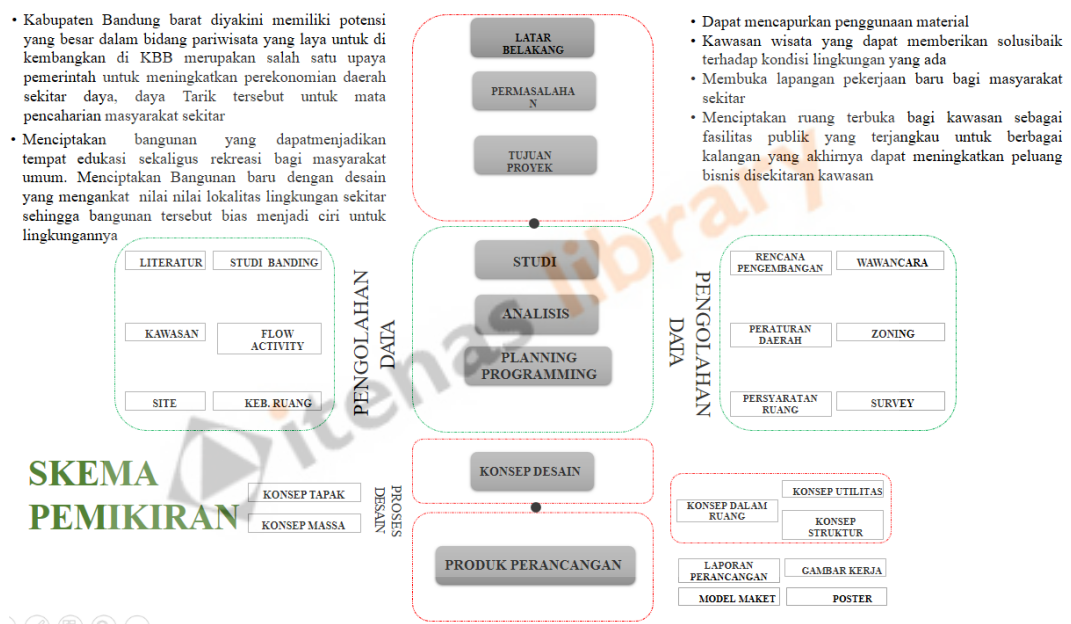 • Kabupaten Bandung barat diyakini memiliki potensi
yang besar dalam bidang pariwisata yang laya untuk di
kembangkan di KBB merupakan salah satu upaya
pemerintah untuk meningkatkan perekonomian daerah
sekitar daya, daya Tarik tersebut untuk mata
pencaharian masyarakat sekitar
• Menciptakan bangunan yang dapatmenjadikan
tempat edukasi sekaligus rekreasi bagi masyarakat
umum. Menciptakan Bangunan baru dengan desain
yang mengankat nilai nilai lokalitas lingkungan sekitar
sehingga bangunan tersebut bias menjadi ciri untuk
lingkungannya
LATAR
BELAKANG
PERMASALAHA
N
TUJUAN
PROYEK
• Dapat mencapurkan penggunaan material
• Kawasan wisata yang dapat memberikan solusibaik
terhadap kondisi lingkungan yang ada
• Membuka lapangan pekerjaan baru bagi masyarakat
sekitar
• Menciptakan ruang terbuka bagi kawasan sebagai
fasilitas publik yang terjangkau untuk berbagai
kalangan yang akhirnya dapat meningkatkan peluang
bisnis disekitaran kawasan
LITERATUR
STUDI BANDING
KAWASAN
FLOW
ACTIVITY
SITE
KEB. RUANG
PENGOLAHAN
DATA
STUDI
ANALISIS
PLANNING
PROGRAMMING
PENGOLAHAN
DATA
RENCANA
PENGEMBANGAN
WAWANCARA
PERATURAN
DAERAH
ZONING
PERSYARATAN
RUANG
SURVEY
itenas library
SKEMA
PEMIKIRAN
KONSEP TAPAK
KONSEP MASSA
PROSES
DESAIN
KONSEP DESAIN
PRODUK PERANCANGAN
KONSEP DALAM
RUANG
KONSEP UTILITAS
KONSEP
STRUKTUR
LAPORAN
PERANCANGAN
GAMBAR KERJA
MODEL MAKET
POSTER